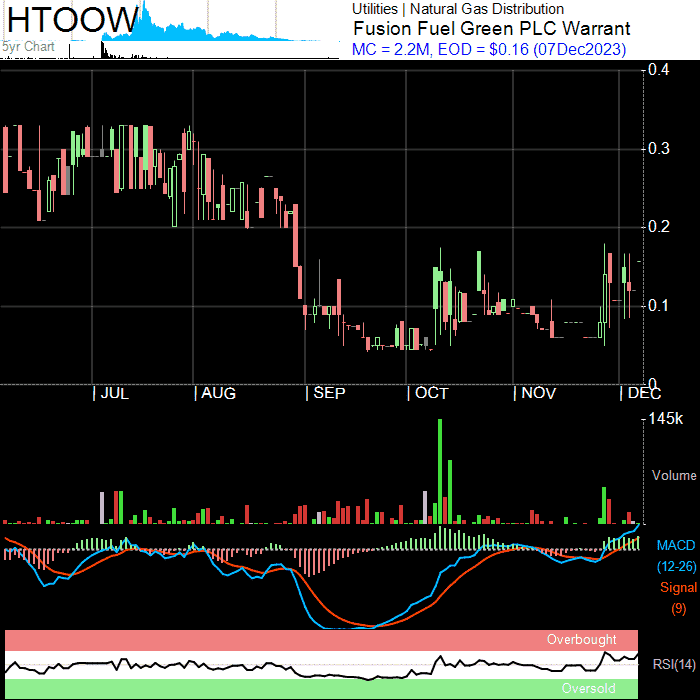 HTOOW
5yr Chart
Utilities | Natural Gas Distribution
Fusion Fuel Green PLC Warrant
MC = 2.2M, EOD = $0.16 (07Dec2023)
0.4
0.3
0.2
0.1
0
| JUL | AUG | SEP | OCT | NOV | DEC
145k
Volume
MACD
(12-26)
Signal
(9)
Overbought
RSI(14)
Oversold